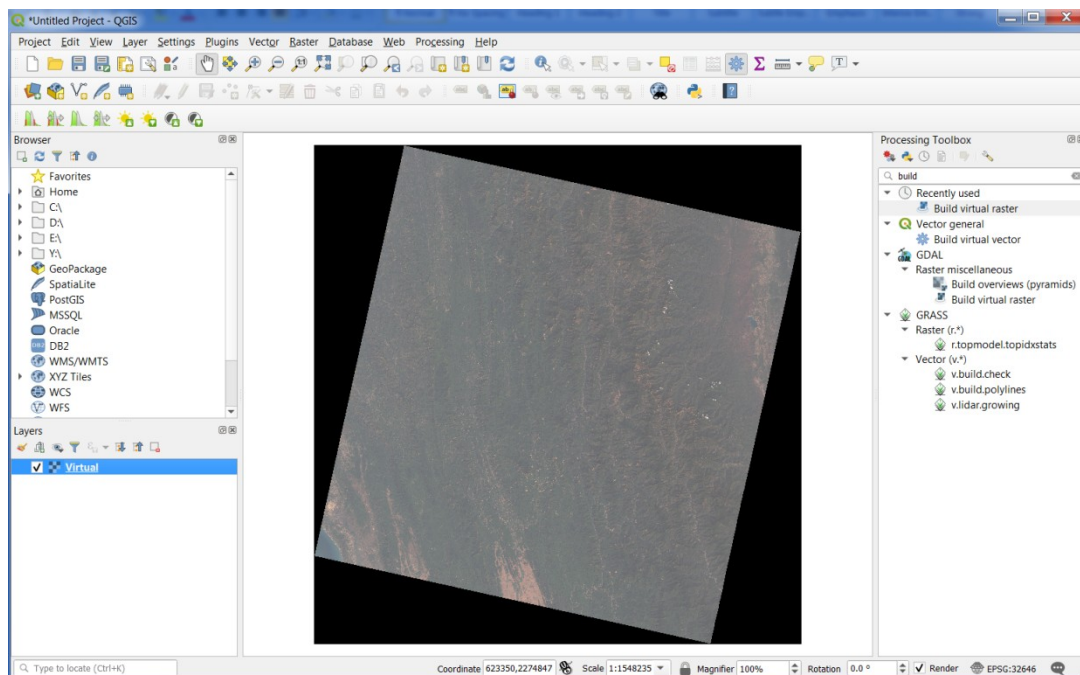 *Untitled Project - QGIS
Project Edit View Layer Settings Plugins Vector Raster Database Web Processing Help
Browser
Favorites
Home
C:\
D:\
E:\
Y:\
GeoPackage
SpatiaLite
PostGIS
MSSQL
Oracle
DB2
WMS/WMTS
XYZ Tiles
WCS
WFS
Layers
Virtual
Processing Toolbox
build
Recently used
Build virtual raster
Vector general
Build virtual vector
GDAL
Raster miscellaneous
Build overviews (pyramids)
Build virtual raster
GRASS
Raster (r.*)
r.topmodel.topidxstats
Vector (v.*)
v.build.check
v.build.polylines
v.lidar.growing
Type to locate (Ctrl+K) Coordinate 623350,2274847 Scale 1:1548235 Magnifier 100% Rotation 0.0 ° Render EPSG:32646